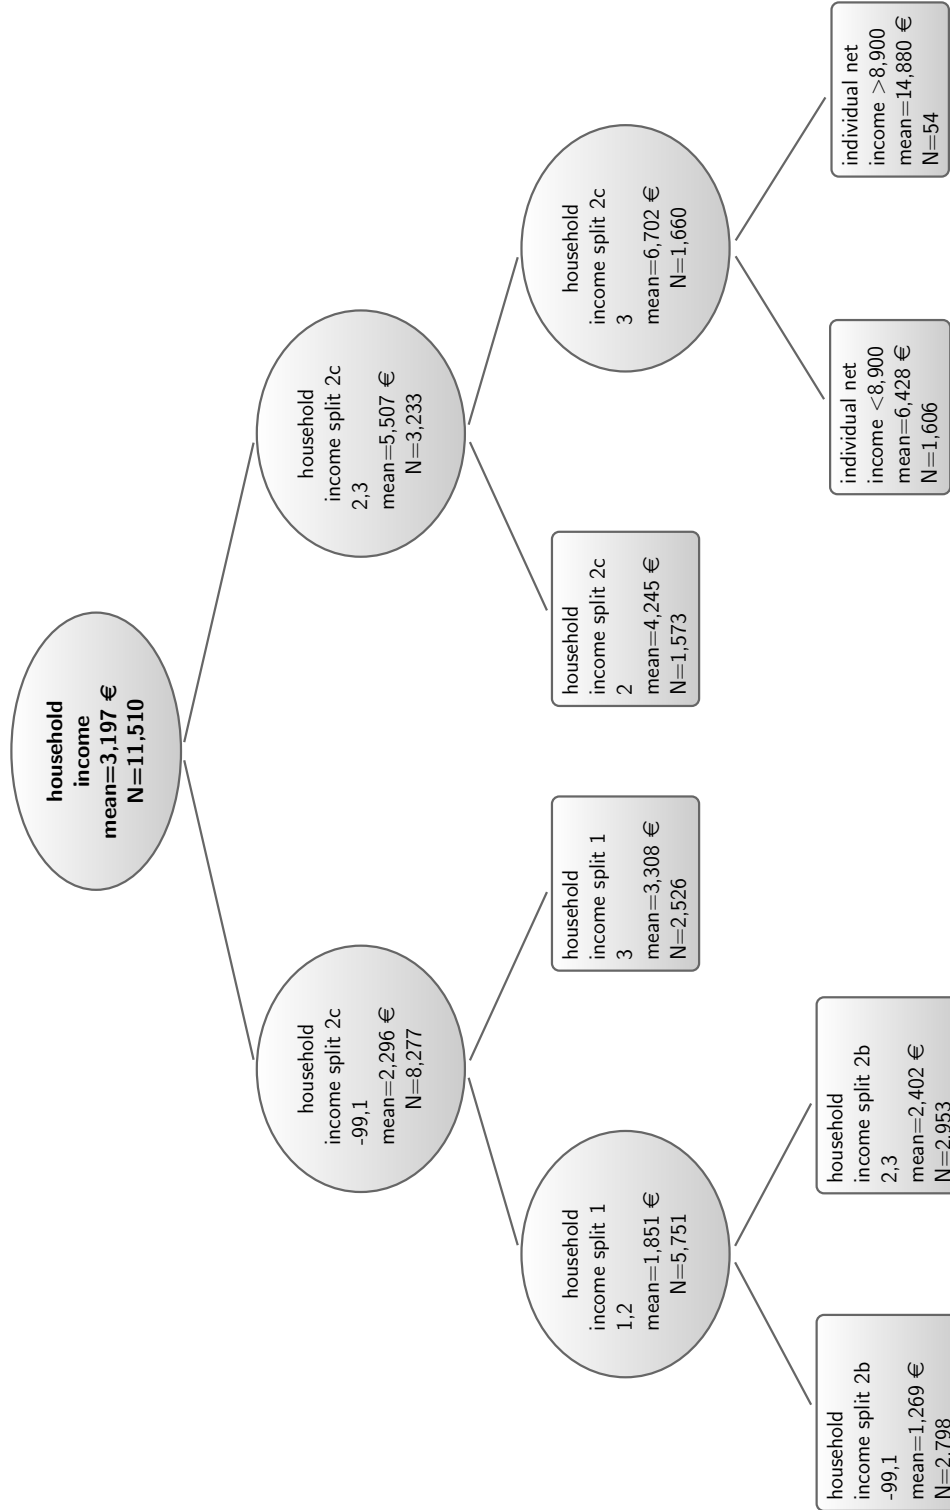 household
income
mean=3,197 €
N=11,510
household
income split 2c
-99,1
mean=2,296 €
N=8,277
household
income split 2c
2,3
mean=5,507 €
N=3,233
household
income split 1
1,2
mean=1,851 €
N=5,751
household
income split 1
3
mean=3,308 €
N=2,526
household
income split 2c
2
mean=4,245 €
N=1,573
household
income split 2c
3
mean=6,702 €
N=1,660
household
income split 2b
-99,1
mean=1,269 €
N=2,798
household
income split 2b
2,3
mean=2,402 €
N=2,953
individual net
income <8,900
mean=6,428 €
N=1,606
individual net
income >8,900
mean=14,880 €
N=54